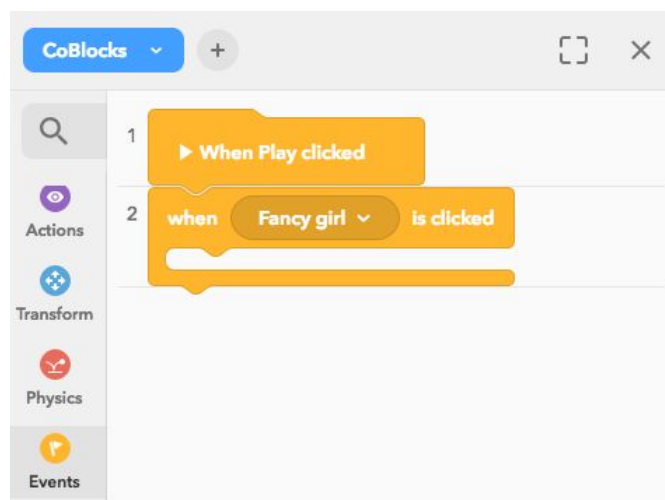 CoBlocks
+
1
When Play clicked
2
when Fancy girl is clicked
Actions
Transform
Physics
Events